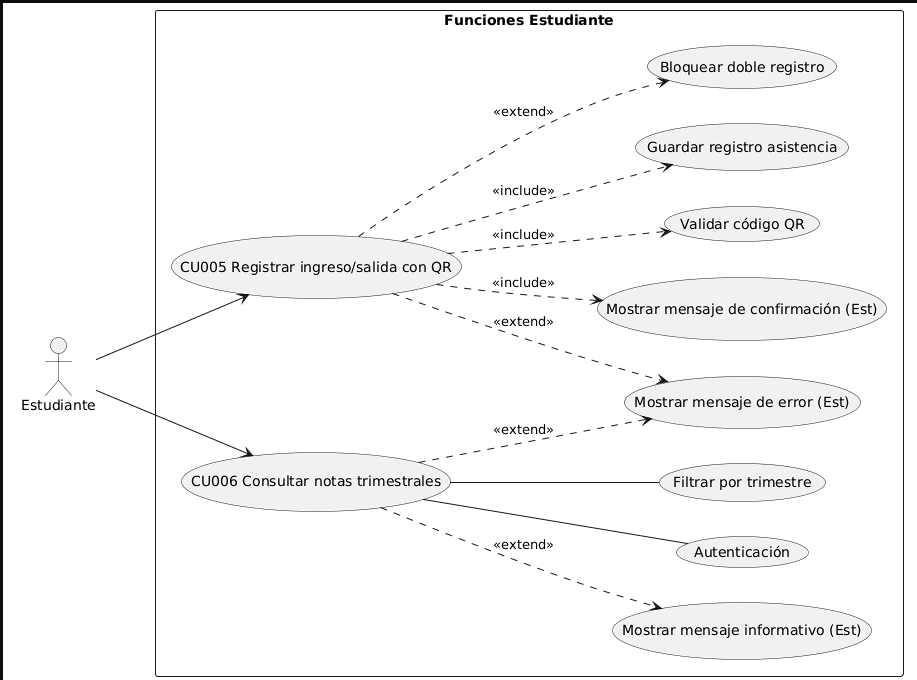 Funciones Estudiante
Bloquear doble registro
«extend»
Guardar registro asistencia
«include»
Validar código QR
«include»
CU005 Registrar ingreso/salida con QR
«include»
Mostrar mensaje de confirmación (Est)
«extend»
Estudiante
Mostrar mensaje de error (Est)
«extend»
CU006 Consultar notas trimestrales
Filtrar por trimestre
Autenticación
«extend»
Mostrar mensaje informativo (Est)